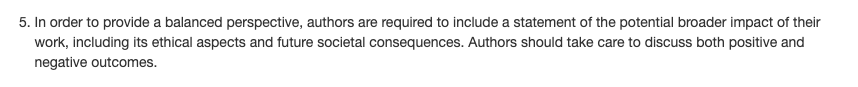 5. In order to provide a balanced perspective, authors are required to include a statement of the potential broader impact of their
work, including its ethical aspects and future societal consequences. Authors should take care to discuss both positive and
negative outcomes.